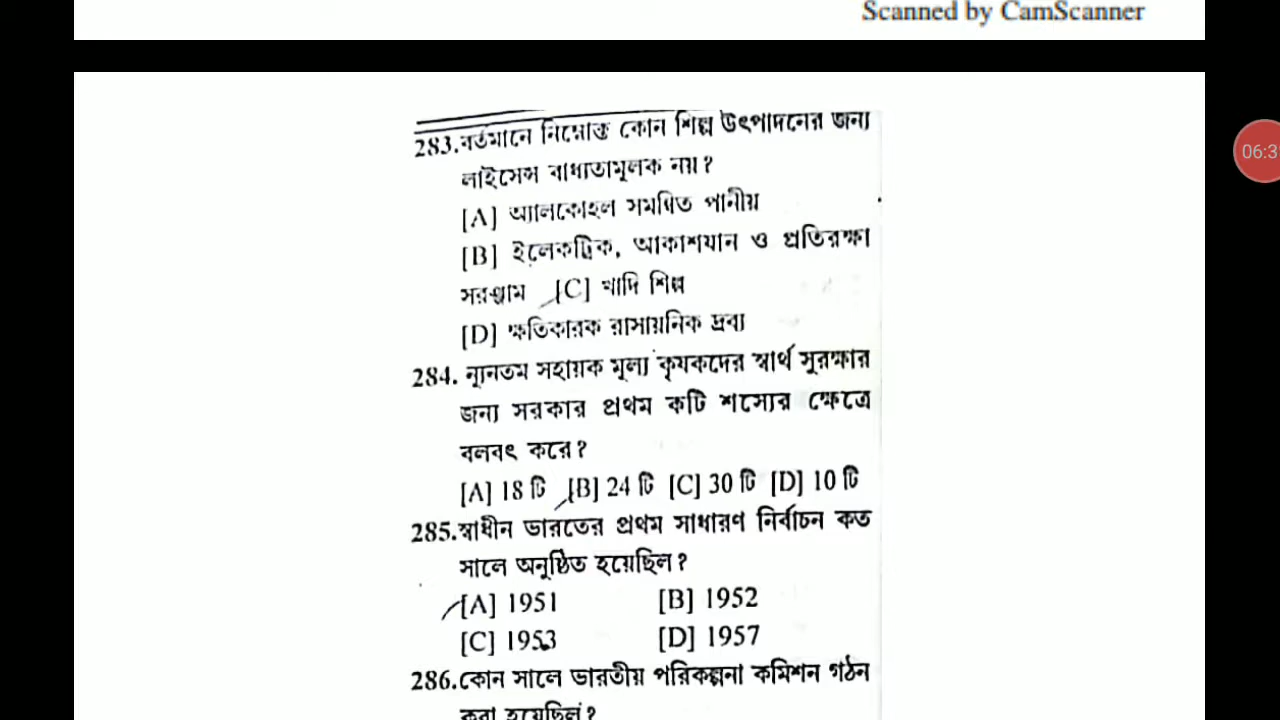 Scanned by CamScanner
283.বর্তমানে নিম্নোক্ত কোন শিল্প উৎপাদনের জন্য
লাইসেন্স বাধ্যতামূলক নয়?
[A] অ্যালকোহল সমন্বিত পানীয়
[B] ইলেকট্রিক, আকাশযান ও প্রতিরক্ষা
সরঞ্জাম [C] খাদি শিল্প
[D] ক্ষতিকারক রাসায়নিক দ্রব্য
284. ন্যূনতম সহায়ক মূল্য কৃষকদের স্বার্থ সুরক্ষার
জন্য সরকার প্রথম কটি শস্যের ক্ষেত্রে
বলবৎ করে?
[A] 18 টি [B] 24 টি [C] 30 টি [D] 10 টি
285.স্বাধীন ভারতের প্রথম সাধারণ নির্বাচন কত
সালে অনুষ্ঠিত হয়েছিল?
[A] 1951 [B] 1952
[C] 1953 [D] 1957
286.কোন সালে ভারতীয় পরিকল্পনা কমিশন গঠন
করা হয়েছিল?